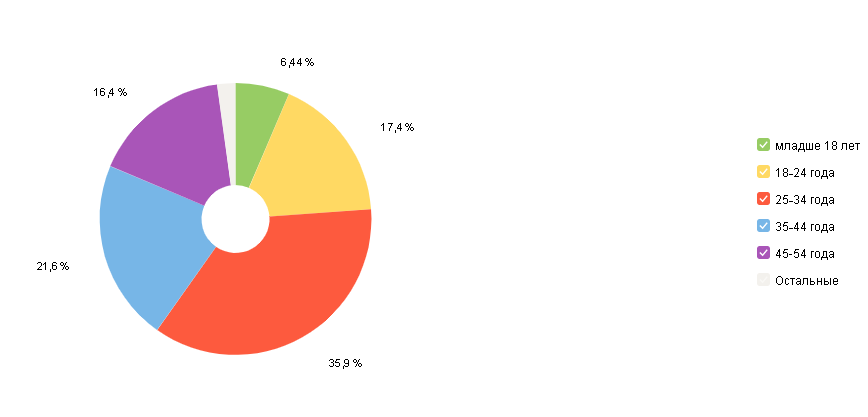 6,44 %
16,4 %
17,4 %
младше 18 лет
18-24 года
25-34 года
35-44 года
45-54 года
Остальные
21,6 %
35,9 %